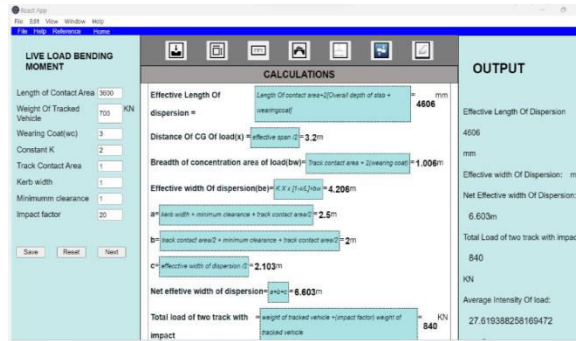 React App
File Edit View Window Help
File Help Reference Home
LIVE LOAD BENDING
MOMENT
Length of Contact Area 3600
Weight Of Tracked
Vehicle
700 KN
Wearing Coat(wc) 3
Constant K 2
Track Contact Area 1
Kerb width 1
Minimumm clearance 1
Impact factor 20
Save Reset Next
CALCULATIONS
Effective Length Of
dispersion =
Length Of contact area+2[Overall depth of slab +
wearingcoat]
= mm
4606
Distance Of CG Of load(x) = effective span /2 = 3.2m
Breadth of concentration area of load(bw)= Track contact area + 2(wearing coat) = 1.006m
Effective width Of dispersion(be)= K X x [1-x/L]+bw = 4.206m
a= kerb width + minimum clearance + track contact area/2 = 2.5m
b= track contact area/2 + minimum clearance + track contact area/2 = 2m
c= effecctive width of dispersion /2 = 2.103m
Net effetive width of dispersion= a+b+c = 6.603m
Total load of two track with
impact
= weight of tracked vehicle +(impact factor) weight of
tracked vehicle
= KN
840
OUTPUT
Effective Length Of Dispersion
4606
mm
Effective width Of Dispersion: m
Net Effective width Of Dispersion:
6.603m
Total Load of two track with impac
840
KN
Average Intensity Of load:
27.619388258169472